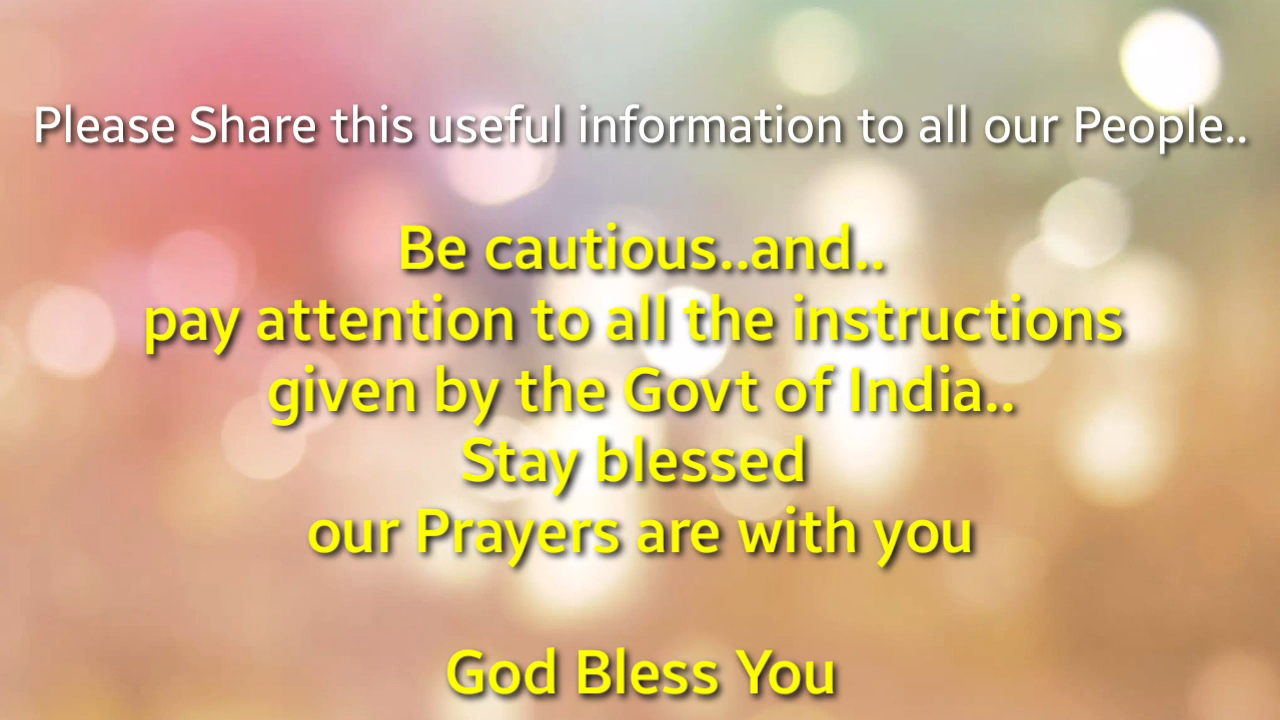 Please Share this useful information to all our People..
Be cautious..and..
pay attention to all the instructions
given by the Govt of India..
Stay blessed
our Prayers are with you
God Bless You